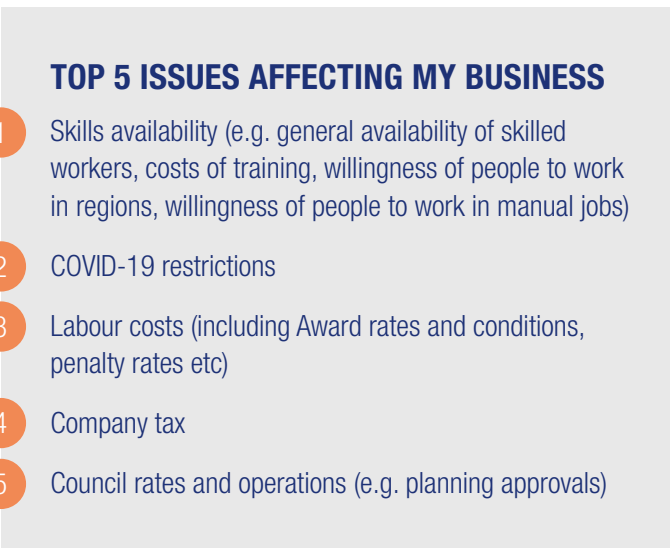 TOP 5 ISSUES AFFECTING MY BUSINESS
1 Skills availability (e.g. general availability of skilled
workers, costs of training, willingness of people to work
in regions, willingness of people to work in manual jobs)
2 COVID-19 restrictions
3 Labour costs (including Award rates and conditions,
penalty rates etc)
4 Company tax
5 Council rates and operations (e.g. planning approvals)